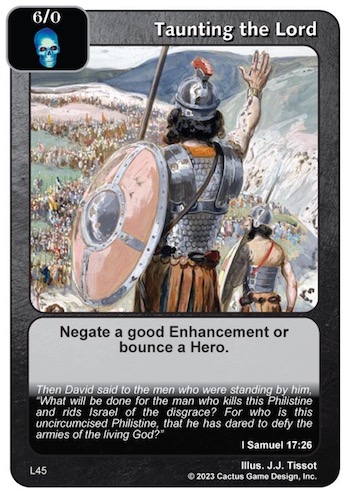 6/0
Taunting the Lord
Negate a good Enhancement or
bounce a Hero.
Then David said to the men who were standing by him,
"What will be done for the man who kills this Philistine
and rids Israel of the disgrace? For who is this
uncircumcised Philistine, that he has dared to defy the
armies of the living God?"
I Samuel 17:26
Illus. J.J. Tissot
L45
© 2023 Cactus Game Design, Inc.